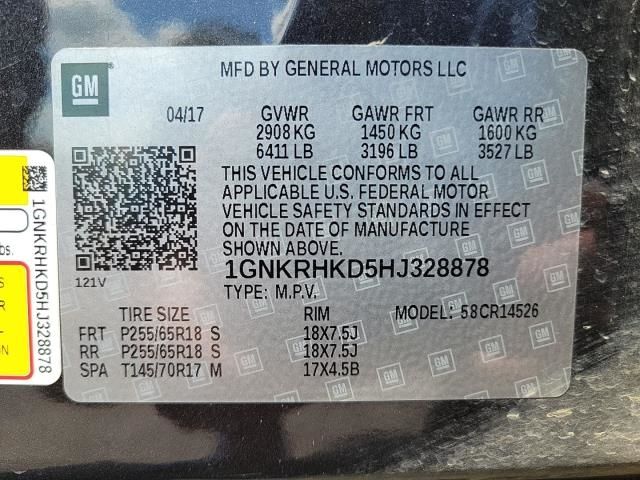 GM
MFD BY GENERAL MOTORS LLC
04/17 GVWR GAWR FRT GAWR RR
2908 KG 1450 KG 1600 KG
6411 LB 3196 LB 3527 LB
THIS VEHICLE CONFORMS TO ALL
APPLICABLE U.S. FEDERAL MOTOR
VEHICLE SAFETY STANDARDS IN EFFECT
ON THE DATE OF MANUFACTURE
SHOWN ABOVE.
1GNKRHKD5HJ328878
121V
TYPE: M.P.V.
TIRE SIZE RIM MODEL: 58CR14526
FRT P255/65R18 S 18X7.5J
RR P255/65R18 S 18X7.5J
SPA T145/70R17 M 17X4.5B
1GNKRHKD5HJ328878